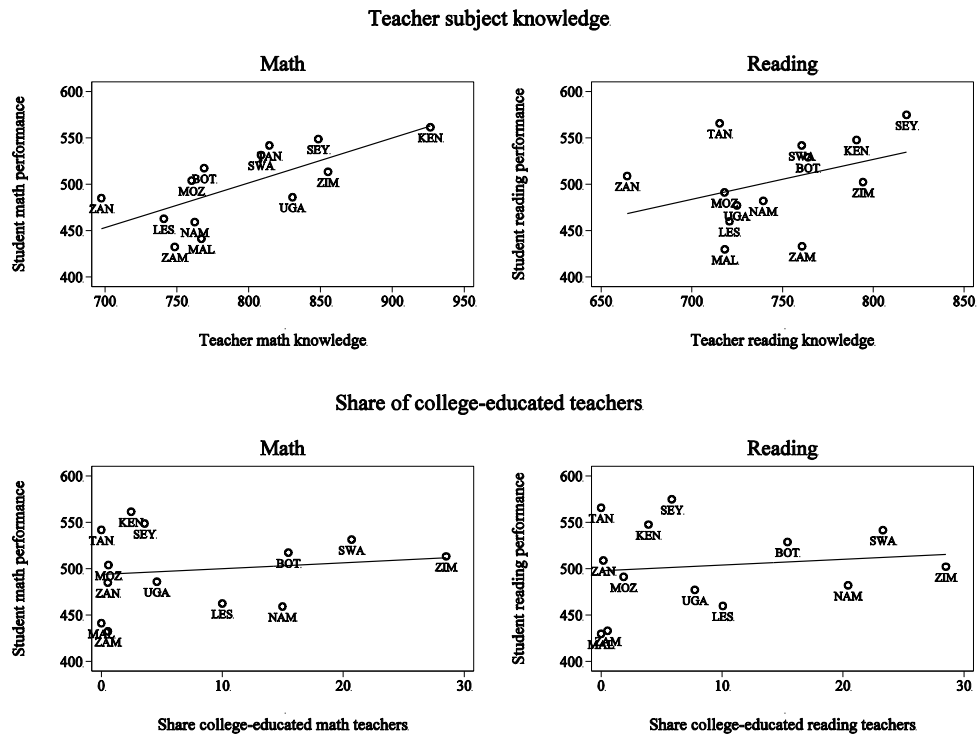 Teacher subject knowledge
Math
Student math performance
600
550
500
450
400
KEN
SEY
TAN
SWA
ZIM
BOT
MOZ
UGA
ZAN
LES
NAM
MAL
ZAM
700 750 800 850 900 950
Teacher math knowledge
Reading
Student reading performance
600
550
500
450
400
SEY
TAN
KEN
SWA
BOT
ZAN
ZIM
MOZ
NAM
UGA
LES
MAL
ZAM
650 700 750 800 850
Teacher reading knowledge
Share of college-educated teachers
Math
Student math performance
600
550
500
450
400
KEN
SEY
TAN
SWA
BOT
ZIM
MOZ
ZAN
UGA
LES
NAM
MAL
ZAM
0 10 20 30
Share college-educated math teachers
Reading
Student reading performance
600
550
500
450
400
SEY
TAN
KEN
SWA
BOT
ZAN
ZIM
MOZ
NAM
UGA
LES
ZAM
MAL
0 10 20 30
Share college-educated reading teachers